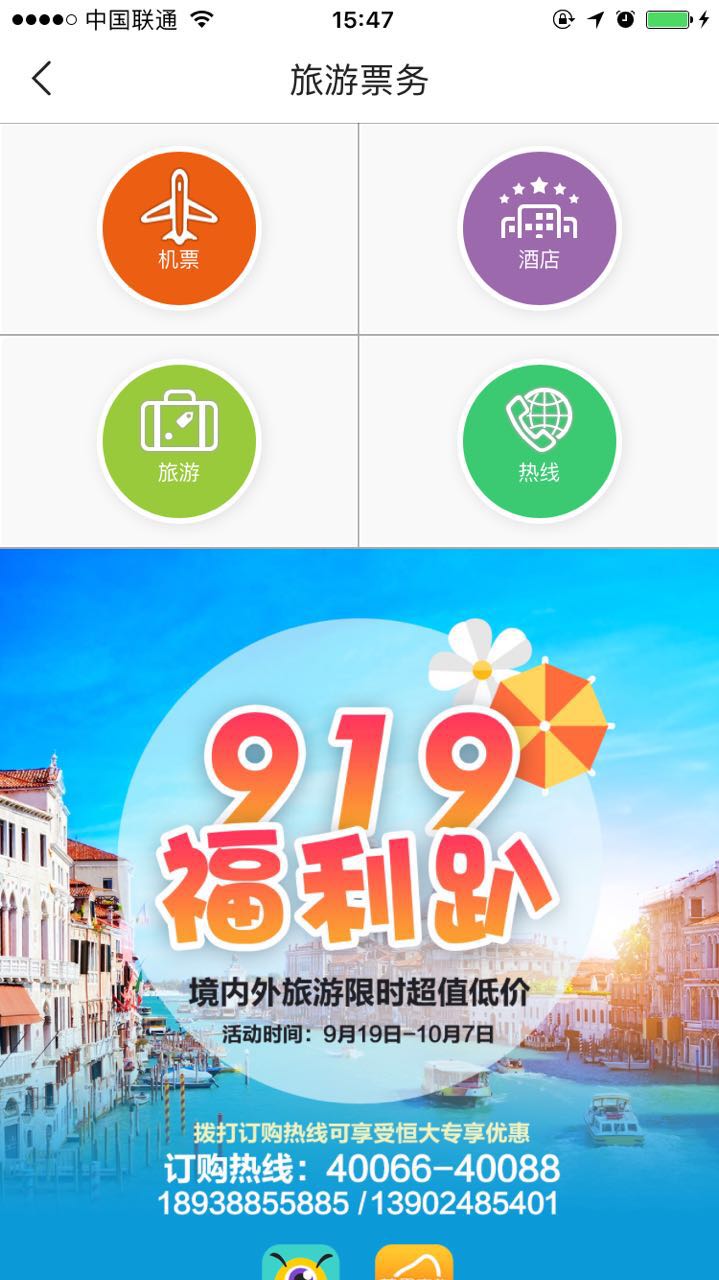 中国联通
15:47
旅游票务
机票
酒店
旅游
热线
919
福利趴
境内外旅游限时超值低价
活动时间：9月19日-10月7日
拨打订购热线可享受恒大专享优惠
订购热线：40066-40088
18938855885 / 13902485401